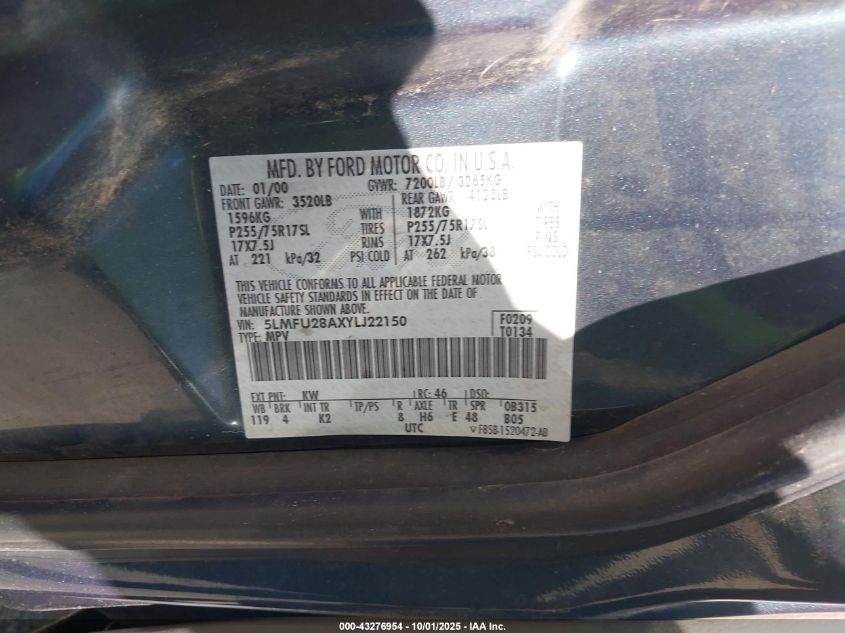 MFD. BY FORD MOTOR CO. IN U.S.A.
DATE: 01/00 GVWR: 7200LB/ 3265KG
FRONT GAWR: 3520LB REAR GAWR: 4128LB
1596KG WITH 1872KG WITH
P255/75R17SL TIRES P255/75R17SL TIRES
17X7.5J RIMS 17X7.5J RIMS
AT 221 kPa/32 PSI COLD AT 262 kPa/38 PSI COLD
THIS VEHICLE CONFORMS TO ALL APPLICABLE FEDERAL MOTOR
VEHICLE SAFETY STANDARDS IN EFFECT ON THE DATE OF
MANUFACTURE SHOWN ABOVE.
VIN: 5LMFU28AXYLJ22150 F0209
TYPE: MPV T0134
EXT PNT: KW RC: 46 DSO:
WB BRK INT TR TP/PS R AXLE TR SPR 0B315
119 4 K2 8 H6 E 48 B05
UTC F85B-1520472-AB
000-43276954 - 10/01/2025 - IAA Inc.